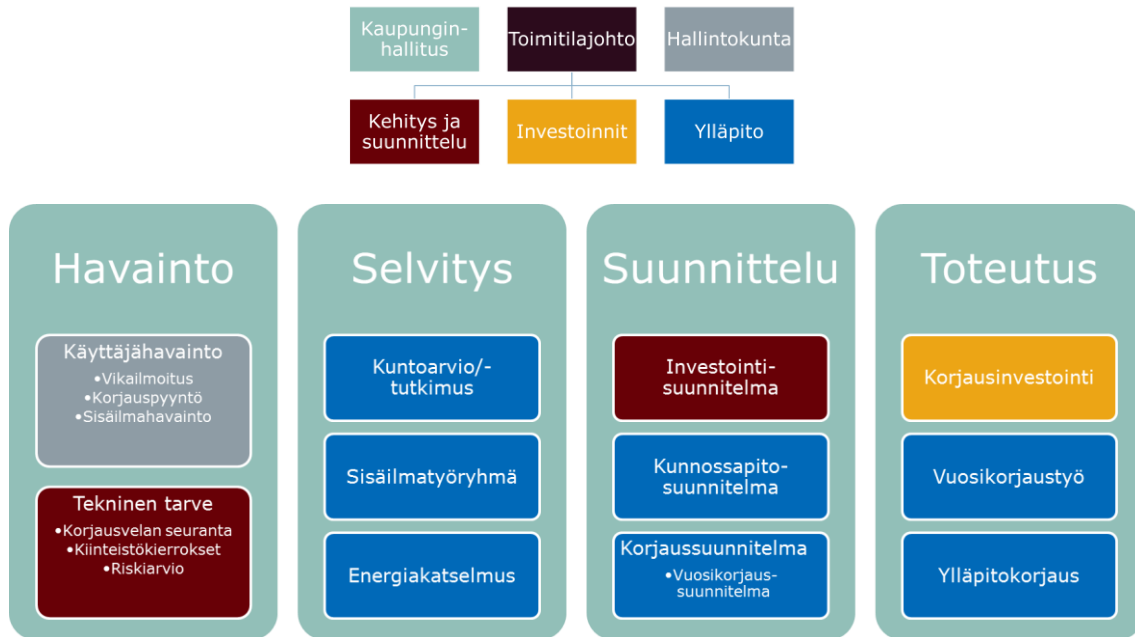 Kaupungin-
hallitus
Toimitilajohto
Hallintokunta
Kehitys ja
suunnittelu
Investoinnit
Ylläpito
Havainto
Käyttäjähavainto
•Vikailmoitus
•Korjauspyyntö
•Sisäilmahavainto
Tekninen tarve
•Korjausvelan seuranta
•Kiinteistökierrokset
•Riskiarvio
Selvitys
Kuntoarvio/-
tutkimus
Sisäilmatyöryhmä
Energiakatselmus
Suunnittelu
Investointi-
suunnitelma
Kunnossapito-
suunnitelma
Korjaussuunnitelma
•Vuosikorjaus-
suunnitelma
Toteutus
Korjausinvestointi
Vuosikorjaustyö
Ylläpitokorjaus